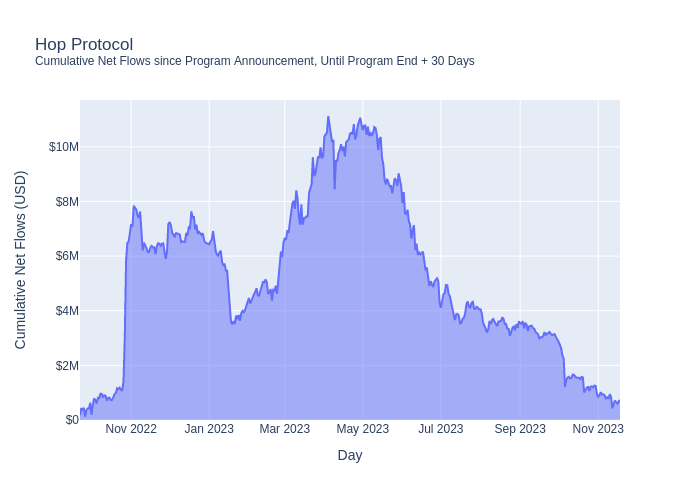 Hop Protocol
Cumulative Net Flows since Program Announcement, Until Program End + 30 Days
Cumulative Net Flows (USD)
$10M
$8M
$6M
$4M
$2M
$0
Nov 2022 Jan 2023 Mar 2023 May 2023 Jul 2023 Sep 2023 Nov 2023
Day